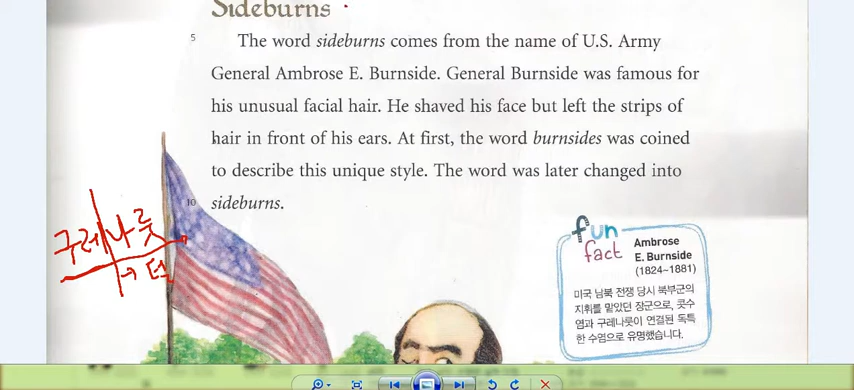 Sideburns
5
The word sideburns comes from the name of U.S. Army
General Ambrose E. Burnside. General Burnside was famous for
his unusual facial hair. He shaved his face but left the strips of
hair in front of his ears. At first, the word burnsides was coined
to describe this unique style. The word was later changed into
10
sideburns.
구레나룻
→ 턱
fun
fact
Ambrose
E. Burnside
(1824~1881)
미국 남북 전쟁 당시 북부군의
지휘를 맡았던 장군으로, 콧수
염과 구레나룻이 연결된 독특
한 수염으로 유명했습니다.